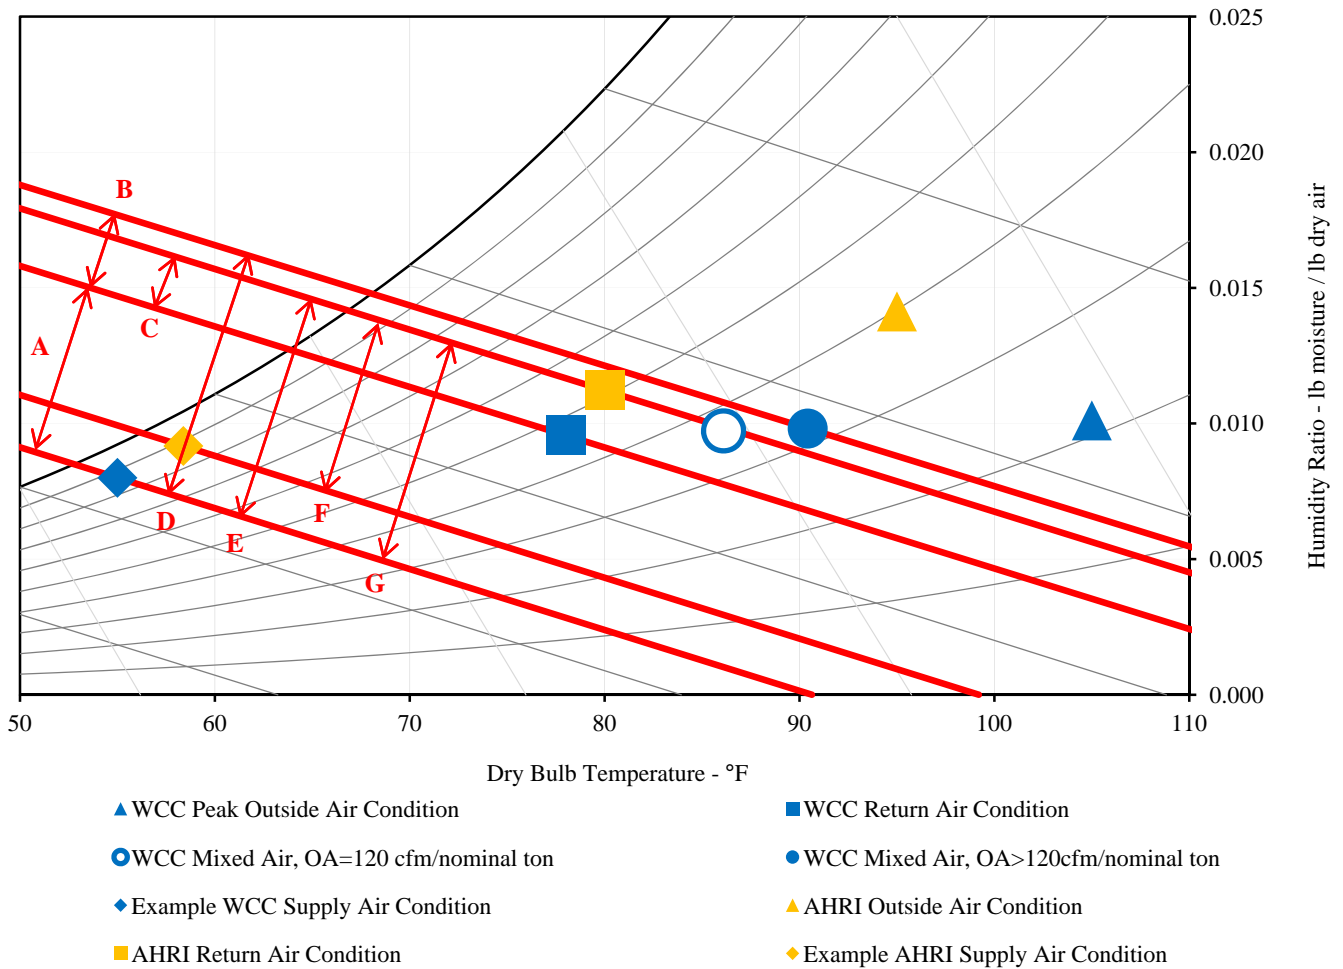 0.025
0.020
0.015
0.010
0.005
0.000
Humidity Ratio - lb moisture / lb dry air
B
C
A
D
E
F
G
50 60 70 80 90 100 110
Dry Bulb Temperature - °F
WCC Peak Outside Air Condition
WCC Return Air Condition
WCC Mixed Air, OA=120 cfm/nominal ton
WCC Mixed Air, OA>120cfm/nominal ton
Example WCC Supply Air Condition
AHRI Outside Air Condition
AHRI Return Air Condition
Example AHRI Supply Air Condition